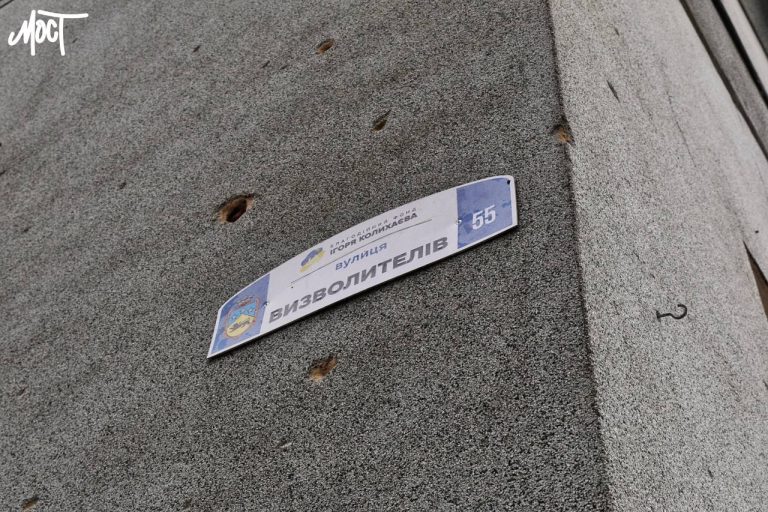 МОСТ
БЛАГОДІЙНИЙ ФОНД
ІГОРЯ КОЛИХАЄВА
вулиця
ВИЗВОЛИТЕЛІВ
55